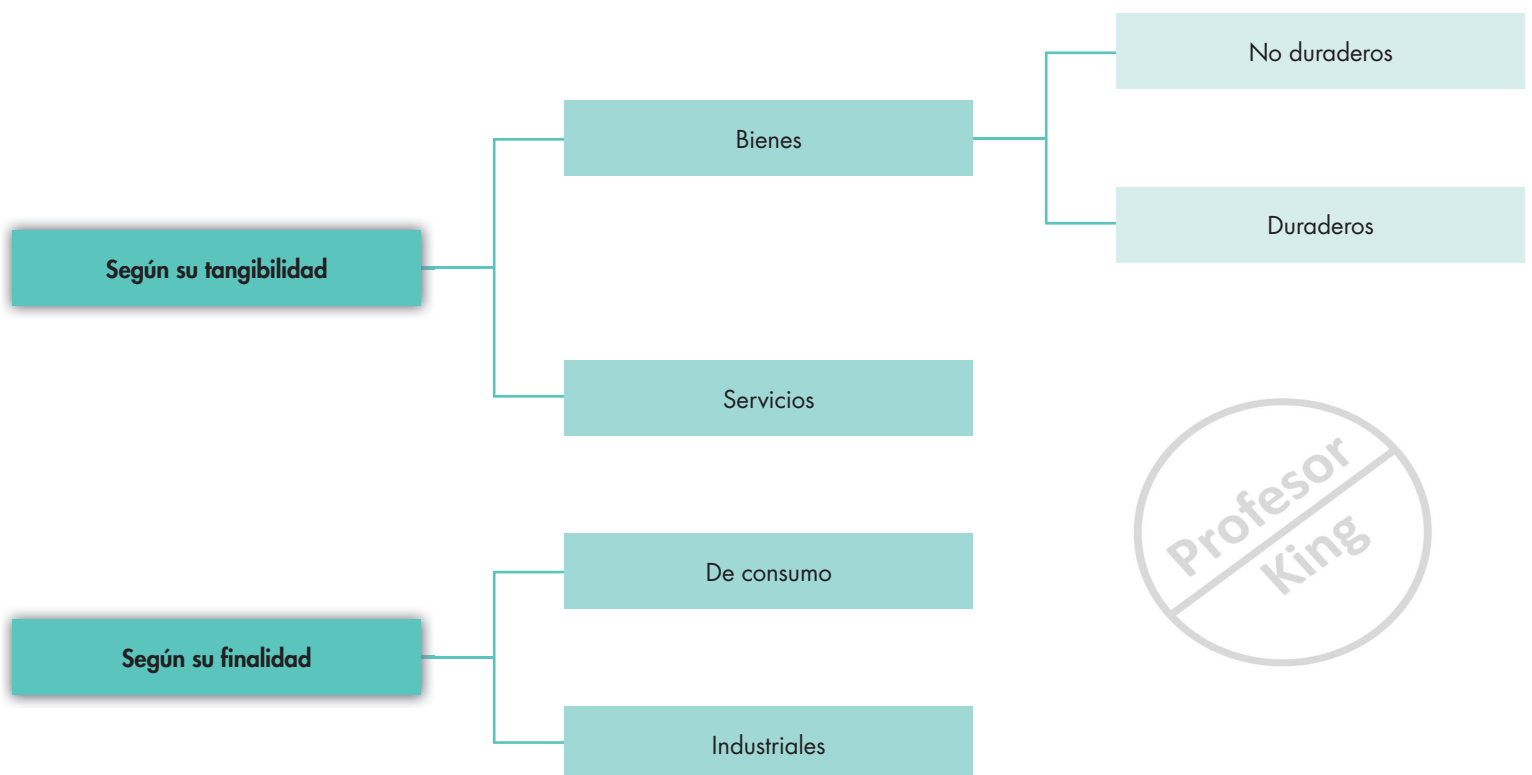 No duraderos
Bienes
Duraderos
Según su tangibilidad
Servicios
Profesor
King
De consumo
Según su finalidad
Industriales